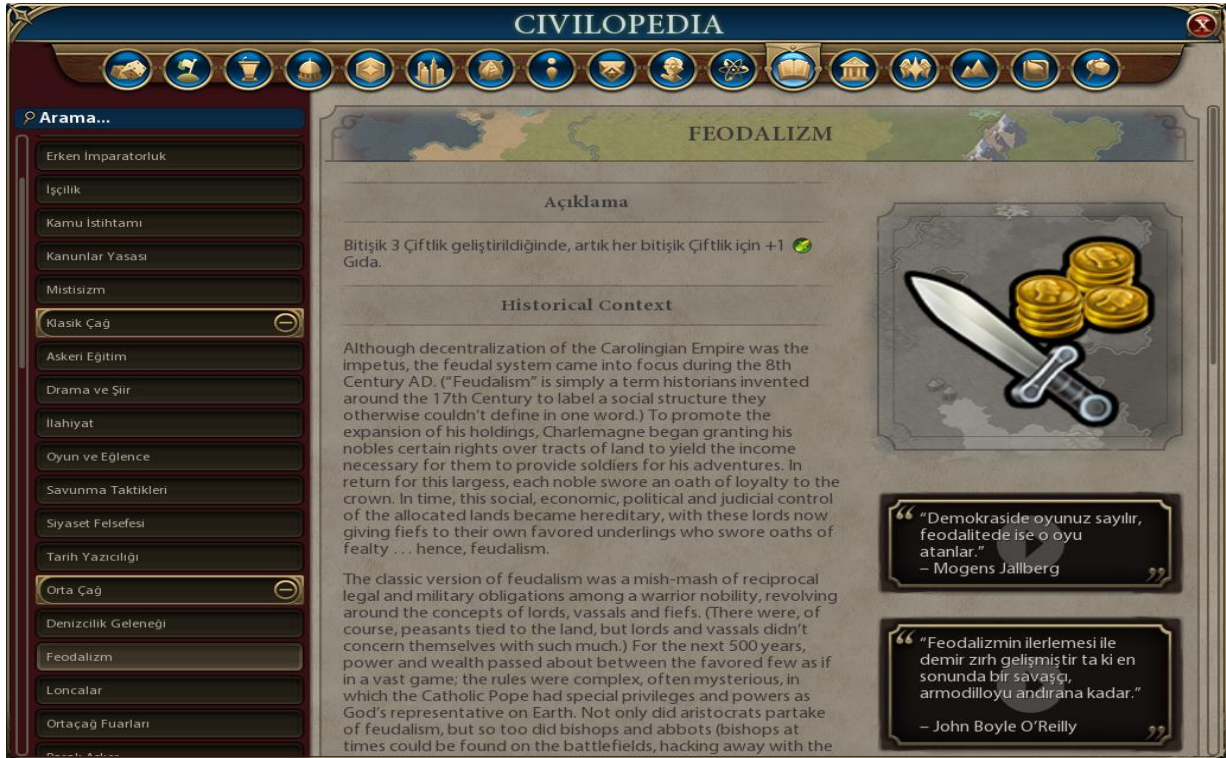 CIVILOPEDIA
Arama...
Erken İmparatorluk
İşçilik
Kamu İstihtamı
Kanunlar Yasası
Mistisizm
Klasik Çağ
Askeri Eğitim
Drama ve Şiir
İlahiyat
Oyun ve Eğlence
Savunma Taktikleri
Siyaset Felsefesi
Tarih Yazıcılığı
Orta Çağ
Denizcilik Geleneği
Feodalizm
Loncalar
Ortaçağ Fuarları
FEODALIZM
Açıklama
Bitişik 3 Çiftlik geliştirildiğinde, artık her bitişik Çiftlik için +1
Gıda.
Historical Context
Although decentralization of the Carolingian Empire was the
impetus, the feudal system came into focus during the 8th
Century AD. (“Feudalism” is simply a term historians invented
around the 17th Century to label a social structure they
otherwise couldn’t define in one word.) To promote the
expansion of his holdings, Charlemagne began granting his
nobles certain rights over tracts of land to yield the income
necessary for them to provide soldiers for his adventures. In
return for this largess, each noble swore an oath of loyalty to the
crown. In time, this social, economic, political and judicial control
of the allocated lands became hereditary, with these lords now
giving fiefs to their own favored underlings who swore oaths of
fealty … hence, feudalism.
The classic version of feudalism was a mish-mash of reciprocal
legal and military obligations among a warrior nobility, revolving
around the concepts of lords, vassals and fiefs. (There were, of
course, peasants tied to the land, but lords and vassals didn’t
concern themselves with such much.) For the next 500 years,
power and wealth passed about between the favored few as if
in a vast game; the rules were complex, often mysterious, in
which the Catholic Pope had special privileges and powers as
God’s representative on Earth. Not only did aristocrats partake
of feudalism, but so too did bishops and abbots (bishops at
times could be found on the battlefields, hacking away with the
“Demokraside oyunuz sayılır,
feodalitede ise o oyu
atanlar.”
– Mogens Jallberg
“Feodalizmin ilerlemesi ile
demir zırh gelişmiştir ta ki en
sonunda bir savaşçı,
armodilloyu andırana kadar.”
– John Boyle O’Reilly